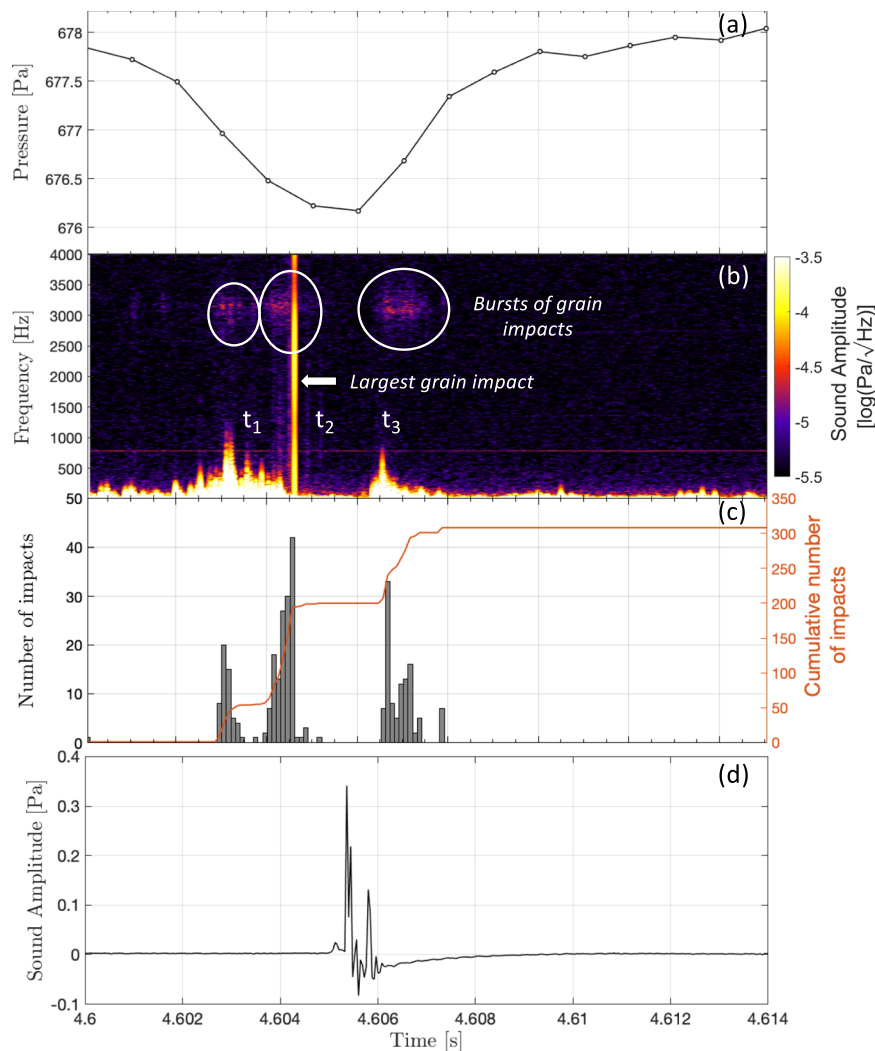 (a)
678
677.5
677
676.5
676
Pressure [Pa]
(b)
4000
3500
3000
2500
2000
1500
1000
500
Frequency [Hz]
Bursts of grain
impacts
Largest grain impact
t1
t2
t3
-3.5
-4
-4.5
-5
-5.5
Sound Amplitude
[log(Pa/√Hz)]
(c)
50
40
30
20
10
0
Number of impacts
350
300
250
200
150
100
50
0
Cumulative number
of impacts
(d)
0.4
0.3
0.2
0.1
0
-0.1
Sound Amplitude [Pa]
4.6
4.602
4.604
4.606
4.608
4.61
4.612
4.614
Time [s]